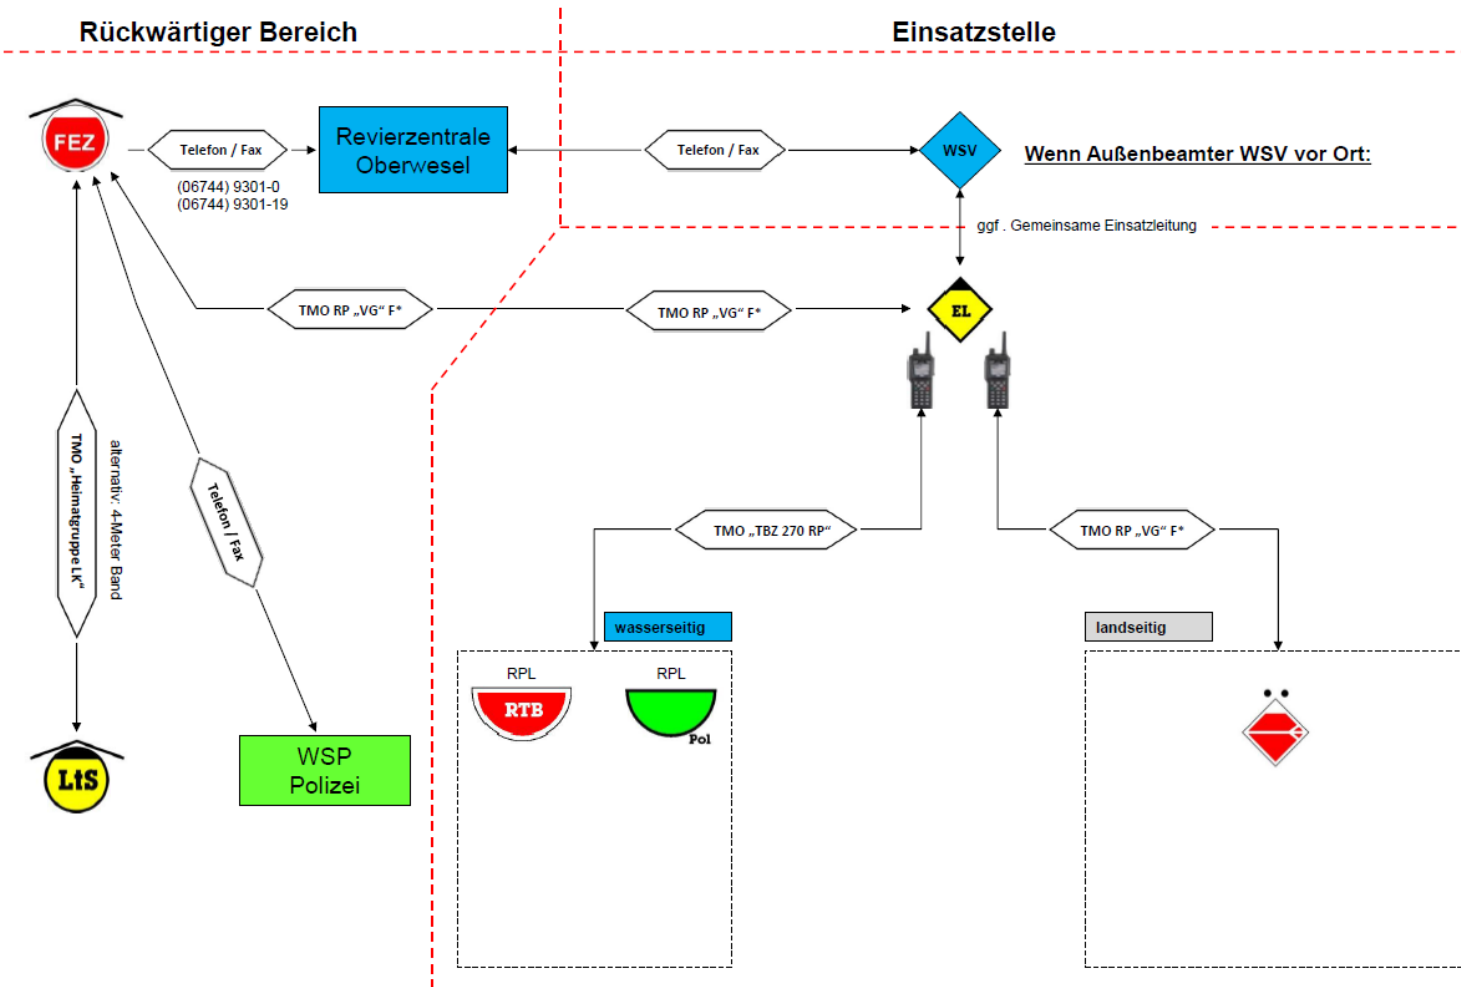 Rückwärtiger Bereich
Einsatzstelle
FEZ
Telefon / Fax
(06744) 9301-0
(06744) 9301-19
Revierzentrale
Oberwesel
Telefon / Fax
WSV
Wenn Außenbeamter WSV vor Ort:
ggf . Gemeinsame Einsatzleitung
TMO RP „VG“ F*
TMO RP „VG“ F*
EL
TMO „Heimatgruppe LK“
alternativ: 4-Meter Band
Telefon / Fax
TMO „TBZ 270 RP“
TMO RP „VG“ F*
wasserseitig
landseitig
RPL
RTB
RPL
Pol
LtS
WSP
Polizei